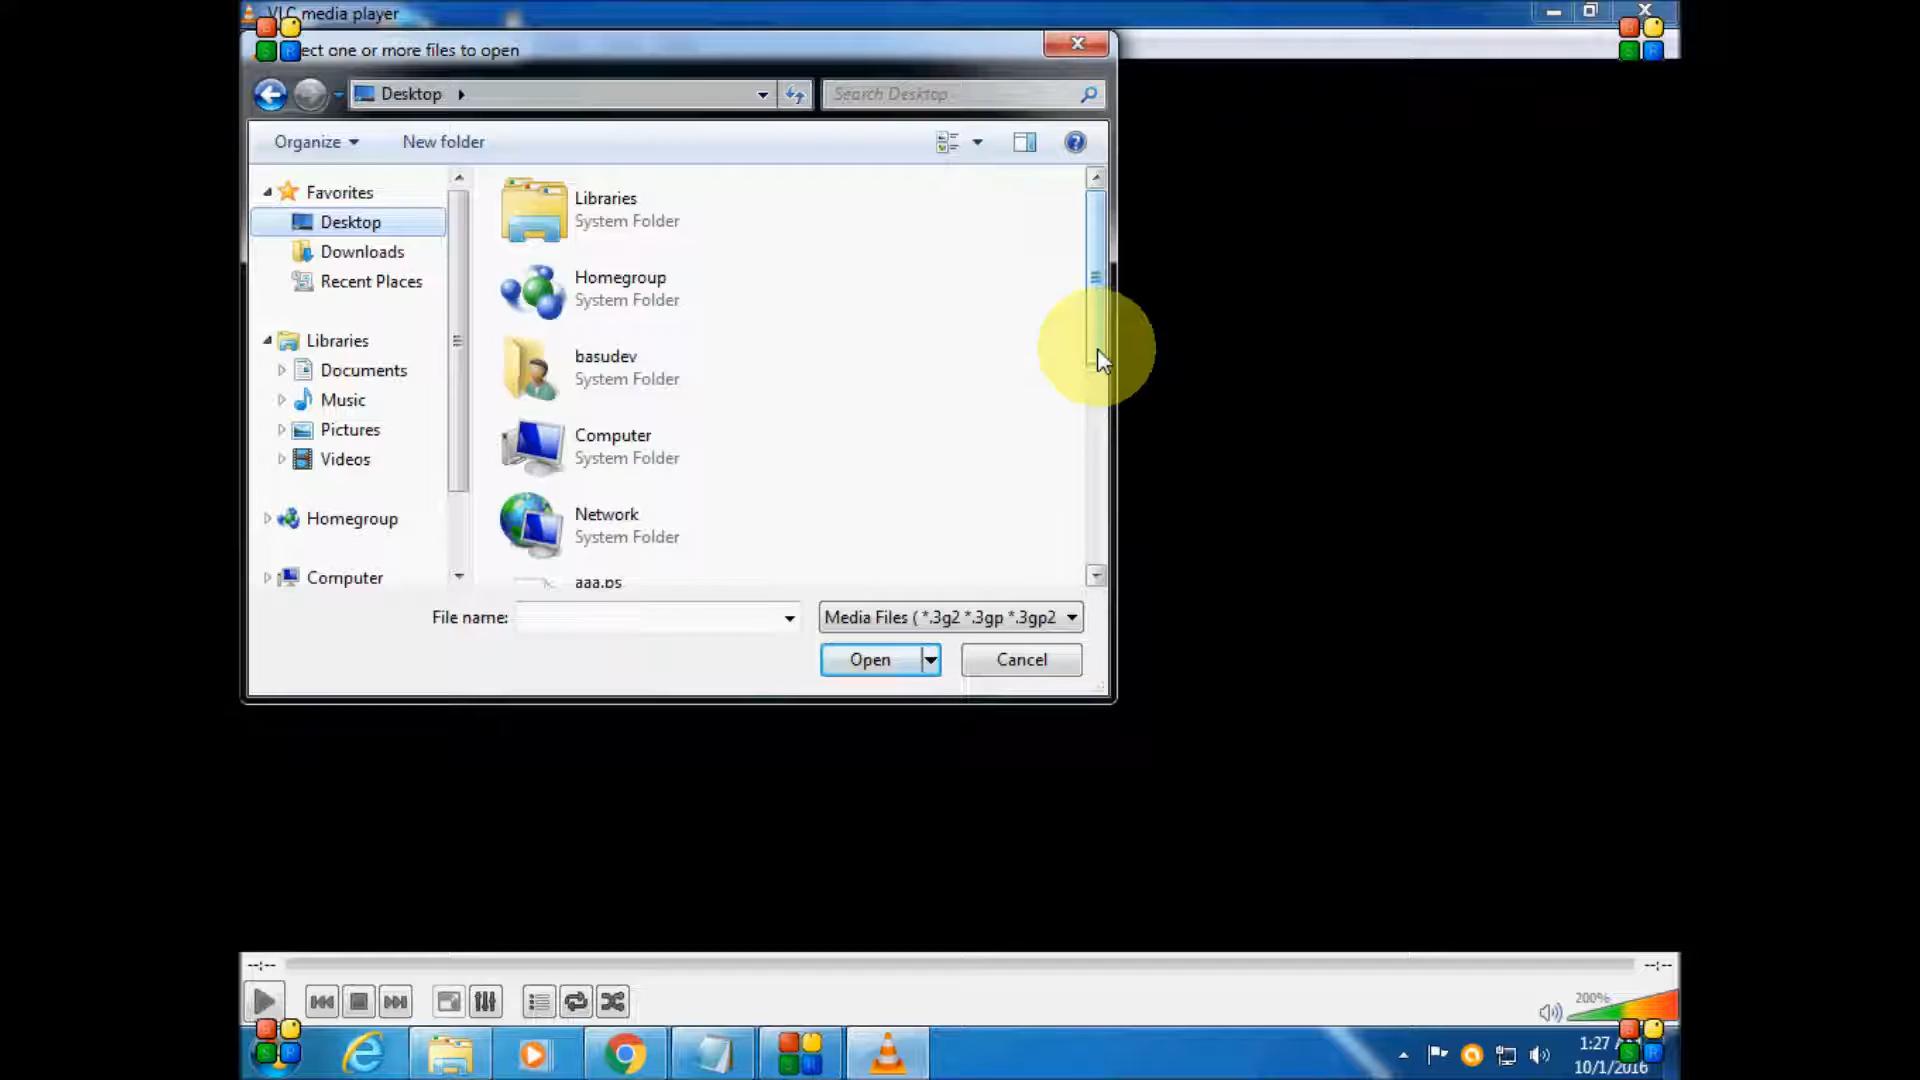 VLC media player
ect one or more files to open
Desktop
Search Desktop
Organize
New folder
Favorites
Desktop
Downloads
Recent Places
Libraries
Documents
Music
Pictures
Videos
Homegroup
Computer
Libraries
System Folder
Homegroup
System Folder
basudev
System Folder
Computer
System Folder
Network
System Folder
aaa.ps
File name:
Media Files ( *.3g2 *.3gp *.3gp2
Open
Cancel
--:--
--:--
200%
1:27
10/1/2016